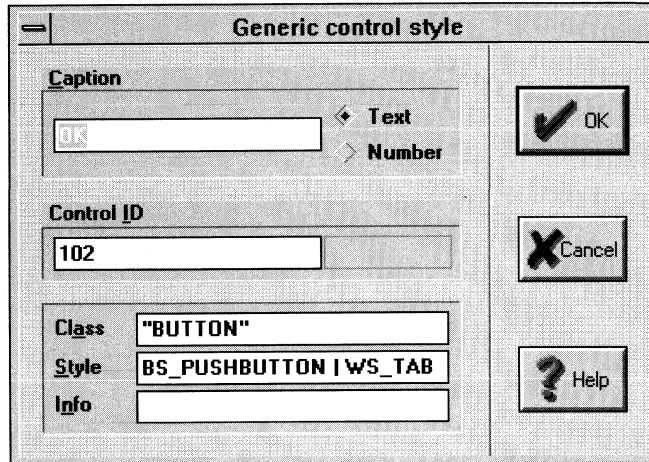 Generic control style
Caption
OK
Text
Number
OK
Control ID
102
Cancel
Class "BUTTON"
Style BS_PUSHBUTTON | WS_TAB
Info
Help